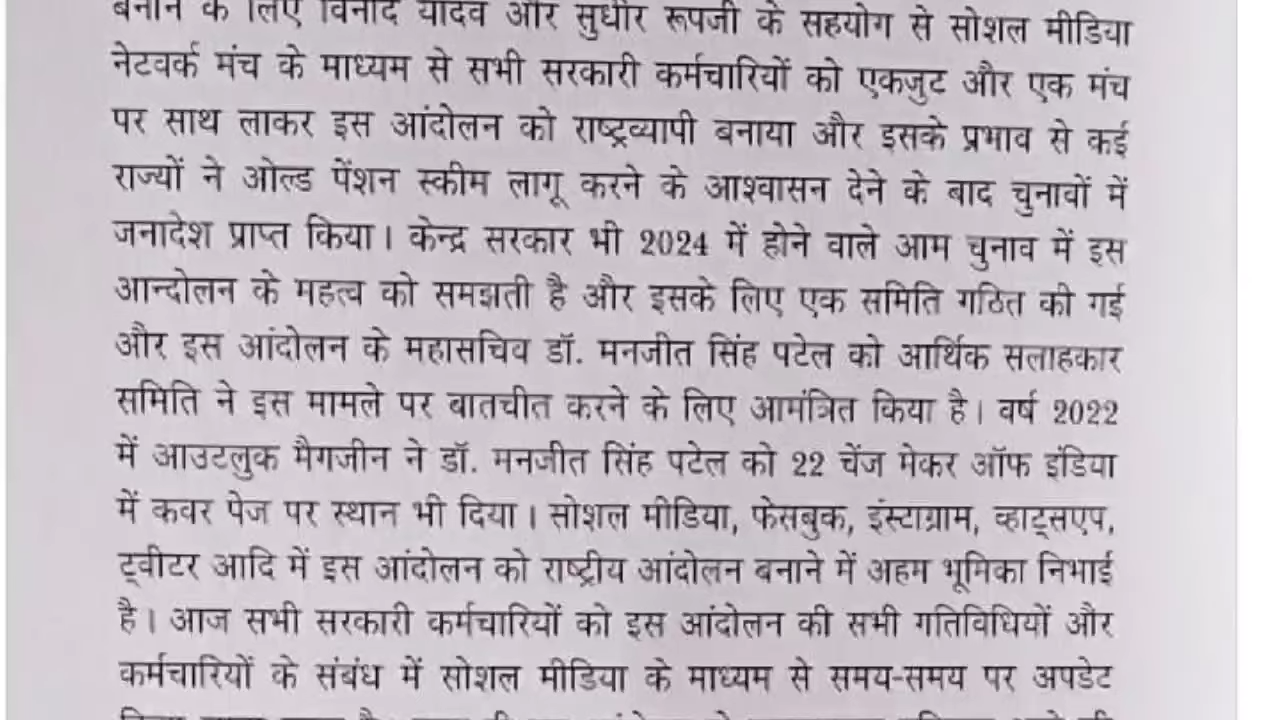 बनाने के लिए विनोद यादव और सुधीर रूपजी के सहयोग से सोशल मीडिया
नेटवर्क मंच के माध्यम से सभी सरकारी कर्मचारियों को एकजुट और एक मंच
पर साथ लाकर इस आंदोलन को राष्ट्रव्यापी बनाया और इसके प्रभाव से कई
राज्यों ने ओल्ड पेंशन स्कीम लागू करने के आश्वासन देने के बाद चुनावों में
जनादेश प्राप्त किया। केन्द्र सरकार भी 2024 में होने वाले आम चुनाव में इस
आन्दोलन के महत्व को समझती है और इसके लिए एक समिति गठित की गई
और इस आंदोलन के महासचिव डॉ. मनजीत सिंह पटेल को आर्थिक सलाहकार
समिति ने इस मामले पर बातचीत करने के लिए आमंत्रित किया है। वर्ष 2022
में आउटलुक मैगजीन ने डॉ. मनजीत सिंह पटेल को 22 चेंज मेकर ऑफ इंडिया
में कवर पेज पर स्थान भी दिया। सोशल मीडिया, फेसबुक, इंस्टाग्राम, व्हाट्सएप,
ट्वीटर आदि में इस आंदोलन को राष्ट्रीय आंदोलन बनाने में अहम भूमिका निभाई
है। आज सभी सरकारी कर्मचारियों को इस आंदोलन की सभी गतिविधियों और
कर्मचारियों के संबंध में सोशल मीडिया के माध्यम से समय-समय पर अपडेट